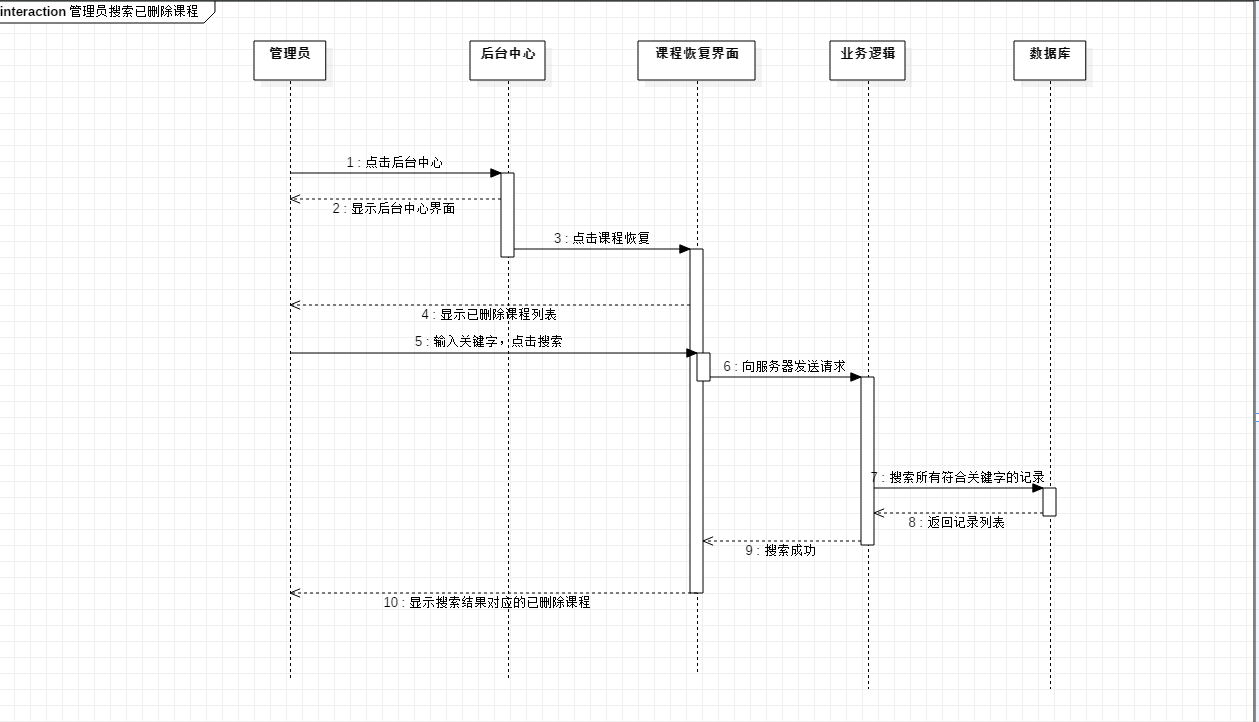 interaction 管理员搜索已删除课程
管理员
后台中心
课程恢复界面
业务逻辑
数据库
1 : 点击后台中心
2 : 显示后台中心界面
3 : 点击课程恢复
4 : 显示已删除课程列表
5 : 输入关键字，点击搜索
6 : 向服务器发送请求
7 : 搜索所有符合关键字的记录
8 : 返回记录列表
9 : 搜索成功
10 : 显示搜索结果对应的已删除课程